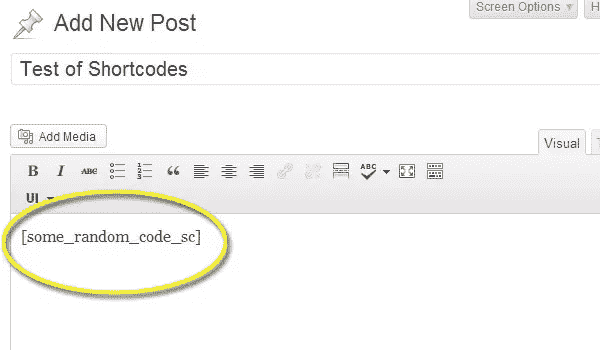 Screen Options
Add New Post
Test of Shortcodes
Add Media
Visual
B I ABC ABC
UI
[some_random_code_sc]